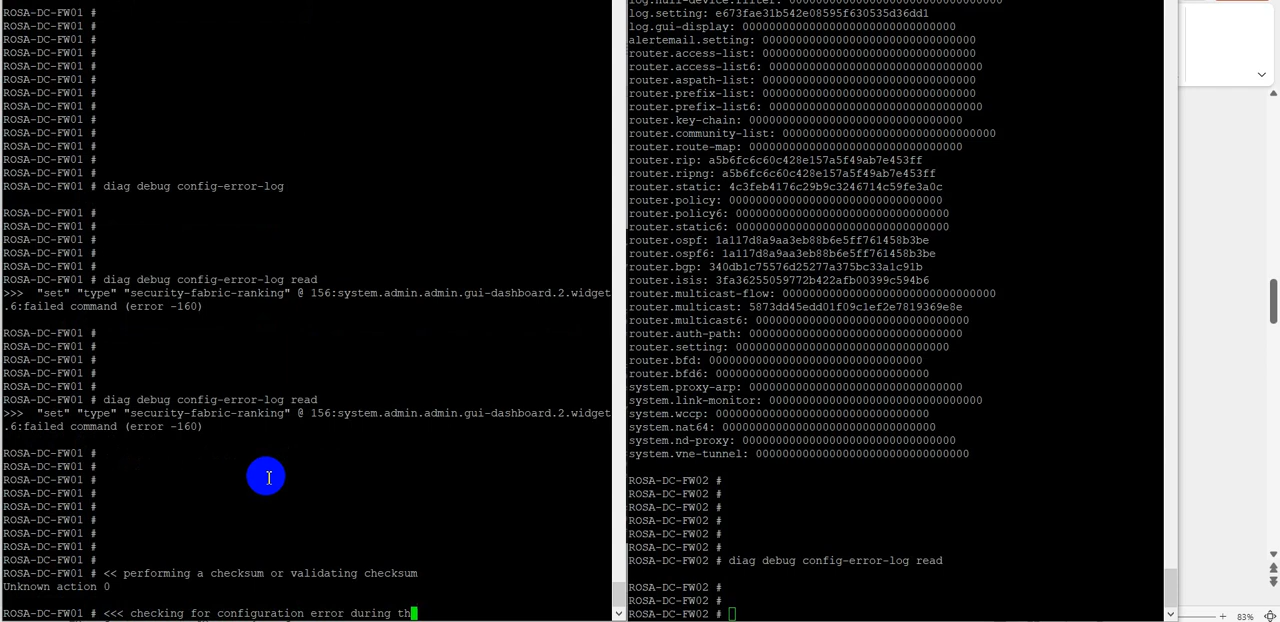 ROSA-DC-FW01 #
ROSA-DC-FW01 #
ROSA-DC-FW01 #
ROSA-DC-FW01 #
ROSA-DC-FW01 #
ROSA-DC-FW01 #
ROSA-DC-FW01 #
ROSA-DC-FW01 #
ROSA-DC-FW01 #
ROSA-DC-FW01 #
ROSA-DC-FW01 #
ROSA-DC-FW01 #
ROSA-DC-FW01 #
ROSA-DC-FW01 # diag debug config-error-log
ROSA-DC-FW01 #
ROSA-DC-FW01 #
ROSA-DC-FW01 #
ROSA-DC-FW01 #
ROSA-DC-FW01 #
ROSA-DC-FW01 # diag debug config-error-log read
>>>  "set" "type" "security-fabric-ranking" @ 156:system.admin.admin.gui-dashboard.2.widget
.6:failed command (error -160)
ROSA-DC-FW01 #
ROSA-DC-FW01 #
ROSA-DC-FW01 #
ROSA-DC-FW01 #
ROSA-DC-FW01 #
ROSA-DC-FW01 # diag debug config-error-log read
>>>  "set" "type" "security-fabric-ranking" @ 156:system.admin.admin.gui-dashboard.2.widget
.6:failed command (error -160)
ROSA-DC-FW01 #
ROSA-DC-FW01 #
ROSA-DC-FW01 #
ROSA-DC-FW01 #
ROSA-DC-FW01 #
ROSA-DC-FW01 #
ROSA-DC-FW01 #
ROSA-DC-FW01 #
ROSA-DC-FW01 #
ROSA-DC-FW01 # << performing a checksum or validating checksum
Unknown action 0
ROSA-DC-FW01 # <<< checking for configuration error during th
log.null-device.filter: 00000000000000000000000000000000
log.setting: e673fae31b542e08595f630535d36dd1
log.gui-display: 00000000000000000000000000000000
alertemail.setting: 00000000000000000000000000000000
router.access-list: 00000000000000000000000000000000
router.access-list6: 00000000000000000000000000000000
router.aspath-list: 00000000000000000000000000000000
router.prefix-list: 00000000000000000000000000000000
router.prefix-list6: 00000000000000000000000000000000
router.key-chain: 00000000000000000000000000000000
router.community-list: 00000000000000000000000000000000
router.route-map: 00000000000000000000000000000000
router.rip: a5b6fc6c60c428e157a5f49ab7e453ff
router.ripng: a5b6fc6c60c428e157a5f49ab7e453ff
router.static: 4c3feb4176c29b9c3246714c59fe3a0c
router.policy: 00000000000000000000000000000000
router.policy6: 00000000000000000000000000000000
router.static6: 00000000000000000000000000000000
router.ospf: 1a117d8a9aa3eb88b6e5ff761458b3be
router.ospf6: 1a117d8a9aa3eb88b6e5ff761458b3be
router.bgp: 340db1c75576d25277a375bc33a1c91b
router.isis: 3fa36255059772b422afb00399c594b6
router.multicast-flow: 00000000000000000000000000000000
router.multicast: 5873dd45edd01f09c1ef2e7819369e8e
router.multicast6: 00000000000000000000000000000000
router.auth-path: 00000000000000000000000000000000
router.setting: 00000000000000000000000000000000
router.bfd: 00000000000000000000000000000000
router.bfd6: 00000000000000000000000000000000
system.proxy-arp: 00000000000000000000000000000000
system.link-monitor: 00000000000000000000000000000000
system.wccp: 00000000000000000000000000000000
system.nat64: 00000000000000000000000000000000
system.nd-proxy: 00000000000000000000000000000000
system.vne-tunnel: 00000000000000000000000000000000
ROSA-DC-FW02 #
ROSA-DC-FW02 #
ROSA-DC-FW02 #
ROSA-DC-FW02 #
ROSA-DC-FW02 #
ROSA-DC-FW02 #
ROSA-DC-FW02 # diag debug config-error-log read
ROSA-DC-FW02 #
ROSA-DC-FW02 #
ROSA-DC-FW02 #
83%